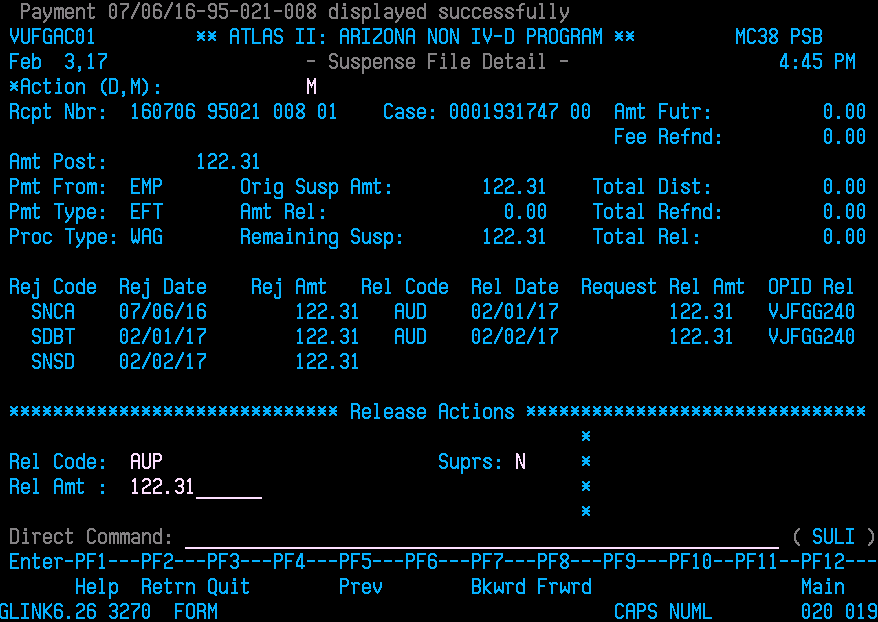 Payment 07/06/16-95-021-008 displayed successfully
VUFGAC01 ** ATLAS II: ARIZONA NON IV-D PROGRAM ** MC38 PSB
Feb 3,17 - Suspense File Detail - 4:45 PM
*Action (D,M): M
Rcpt Nbr: 160706 95021 008 01 Case: 0001931747 00 Amt Futr: 0.00
Fee Refnd: 0.00
Amt Post: 122.31
Pmt From: EMP Orig Susp Amt: 122.31 Total Dist: 0.00
Pmt Type: EFT Amt Rel: 0.00 Total Refnd: 0.00
Proc Type: WAG Remaining Susp: 122.31 Total Rel: 0.00
Rej Code Rej Date Rej Amt Rel Code Rel Date Request Rel Amt OPID Rel
SNCA 07/06/16 122.31 AUD 02/01/17 122.31 VJFGG240
SDBT 02/01/17 122.31 AUD 02/02/17 122.31 VJFGG240
SNSD 02/02/17 122.31
****************************** Release Actions *******************************
*
Rel Code: AUP Suprs: N *
Rel Amt : 122.31______ *
*
Direct Command: ______________________________________________________ ( SULI )
Enter-PF1---PF2---PF3---PF4---PF5---PF6---PF7---PF8---PF9---PF10--PF11--PF12---
Help Retrn Quit Prev Bkwrd Frwrd Main
GLINK6.26 3270 FORM CAPS NUML 020 019